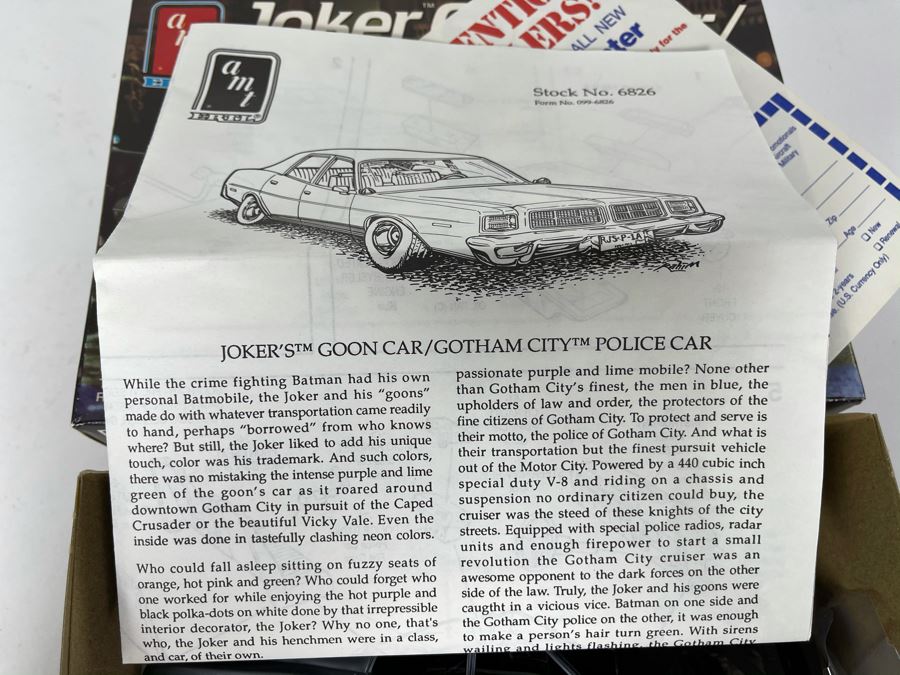 Joker
amt
ERS!
ALL NEW
for the
amt
ERTL®
Stock No. 6826
Form No. 099-6826
RJS-P-1A
JOKER'S™ GOON CAR/GOTHAM CITY™ POLICE CAR
While the crime fighting Batman had his own
personal Batmobile, the Joker and his "goons"
made do with whatever transportation came readily
to hand, perhaps "borrowed" from who knows
where? But still, the Joker liked to add his unique
touch, color was his trademark. And such colors,
there was no mistaking the intense purple and lime
green of the goon's car as it roared around
downtown Gotham City in pursuit of the Caped
Crusader or the beautiful Vicky Vale. Even the
inside was done in tastefully clashing neon colors.
Who could fall asleep sitting on fuzzy seats of
orange, hot pink and green? Who could forget who
one worked for while enjoying the hot purple and
black polka-dots on white done by that irrepressible
interior decorator, the Joker? Why no one, that's
who, the Joker and his henchmen were in a class,
and car, of their own.
passionate purple and lime mobile? None other
than Gotham City's finest, the men in blue, the
upholders of law and order, the protectors of the
fine citizens of Gotham City. To protect and serve is
their motto, the police of Gotham City. And what is
their transportation but the finest pursuit vehicle
out of the Motor City. Powered by a 440 cubic inch
special duty V-8 and riding on a chassis and
suspension no ordinary citizen could buy, the
cruiser was the steed of these knights of the city
streets. Equipped with special police radios, radar
units and enough firepower to start a small
revolution the Gotham City cruiser was an
awesome opponent to the dark forces on the other
side of the law. Truly, the Joker and his goons were
caugtht in a vicious vice. Batman on one side and
the Gotham City police on the other, it was enough
to make a person's hair turn green. With sirens
wailing and lights flashing, the Gotham City
Military
Zip
Age
New
Renewal
2-years
(U.S. Currency Only)